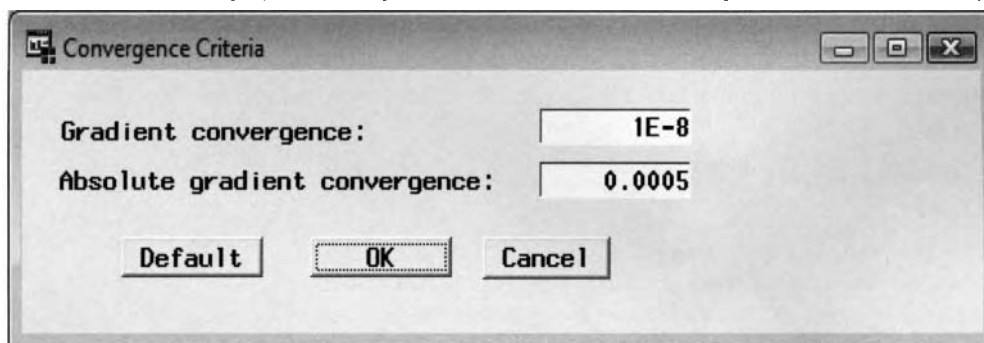 Convergence Criteria
Gradient convergence: 1E-8
Absolute gradient convergence: 0.0005
Default OK Cancel